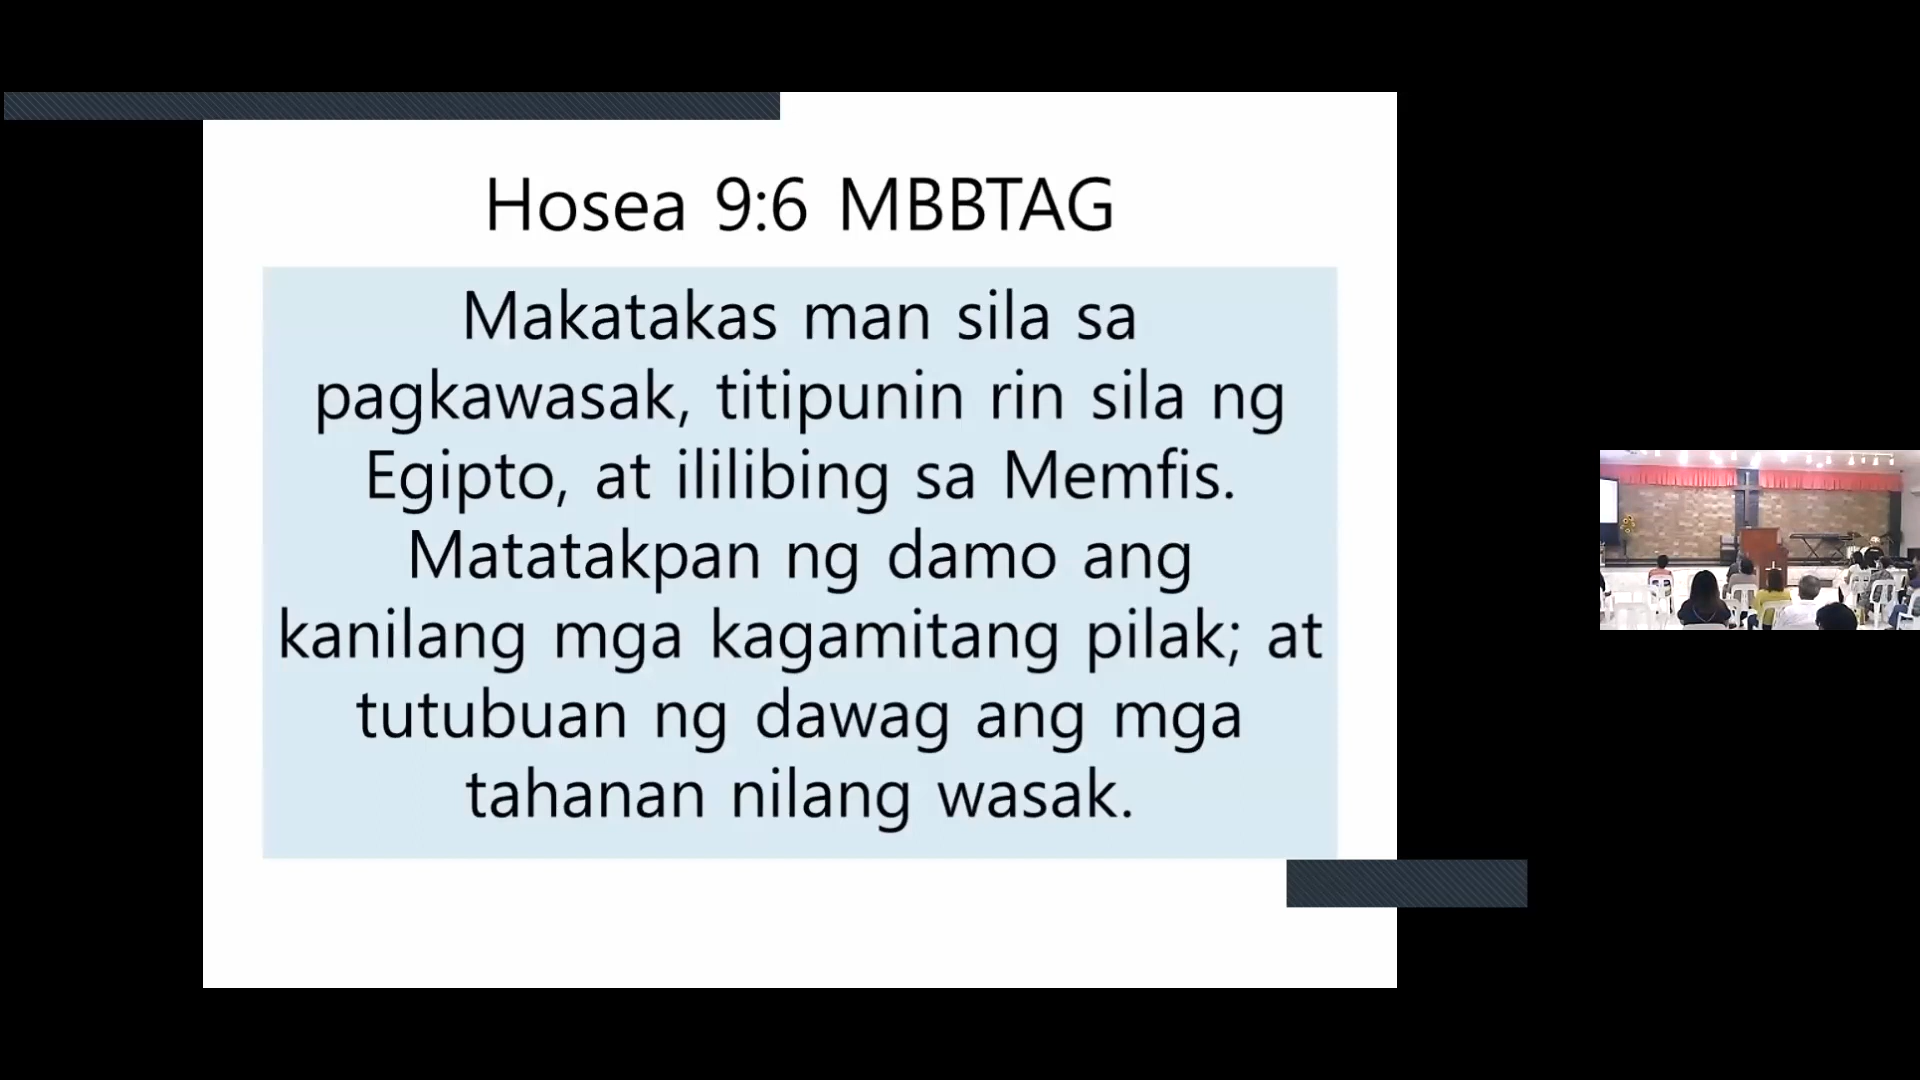 Hosea 9:6 MBBTAG
Makatakas man sila sa
pagkawasak, titipunin rin sila ng
Egipto, at ililibing sa Memfis.
Matatakpan ng damo ang
kanilang mga kagamitang pilak; at
tutubuan ng dawag ang mga
tahanan nilang wasak.